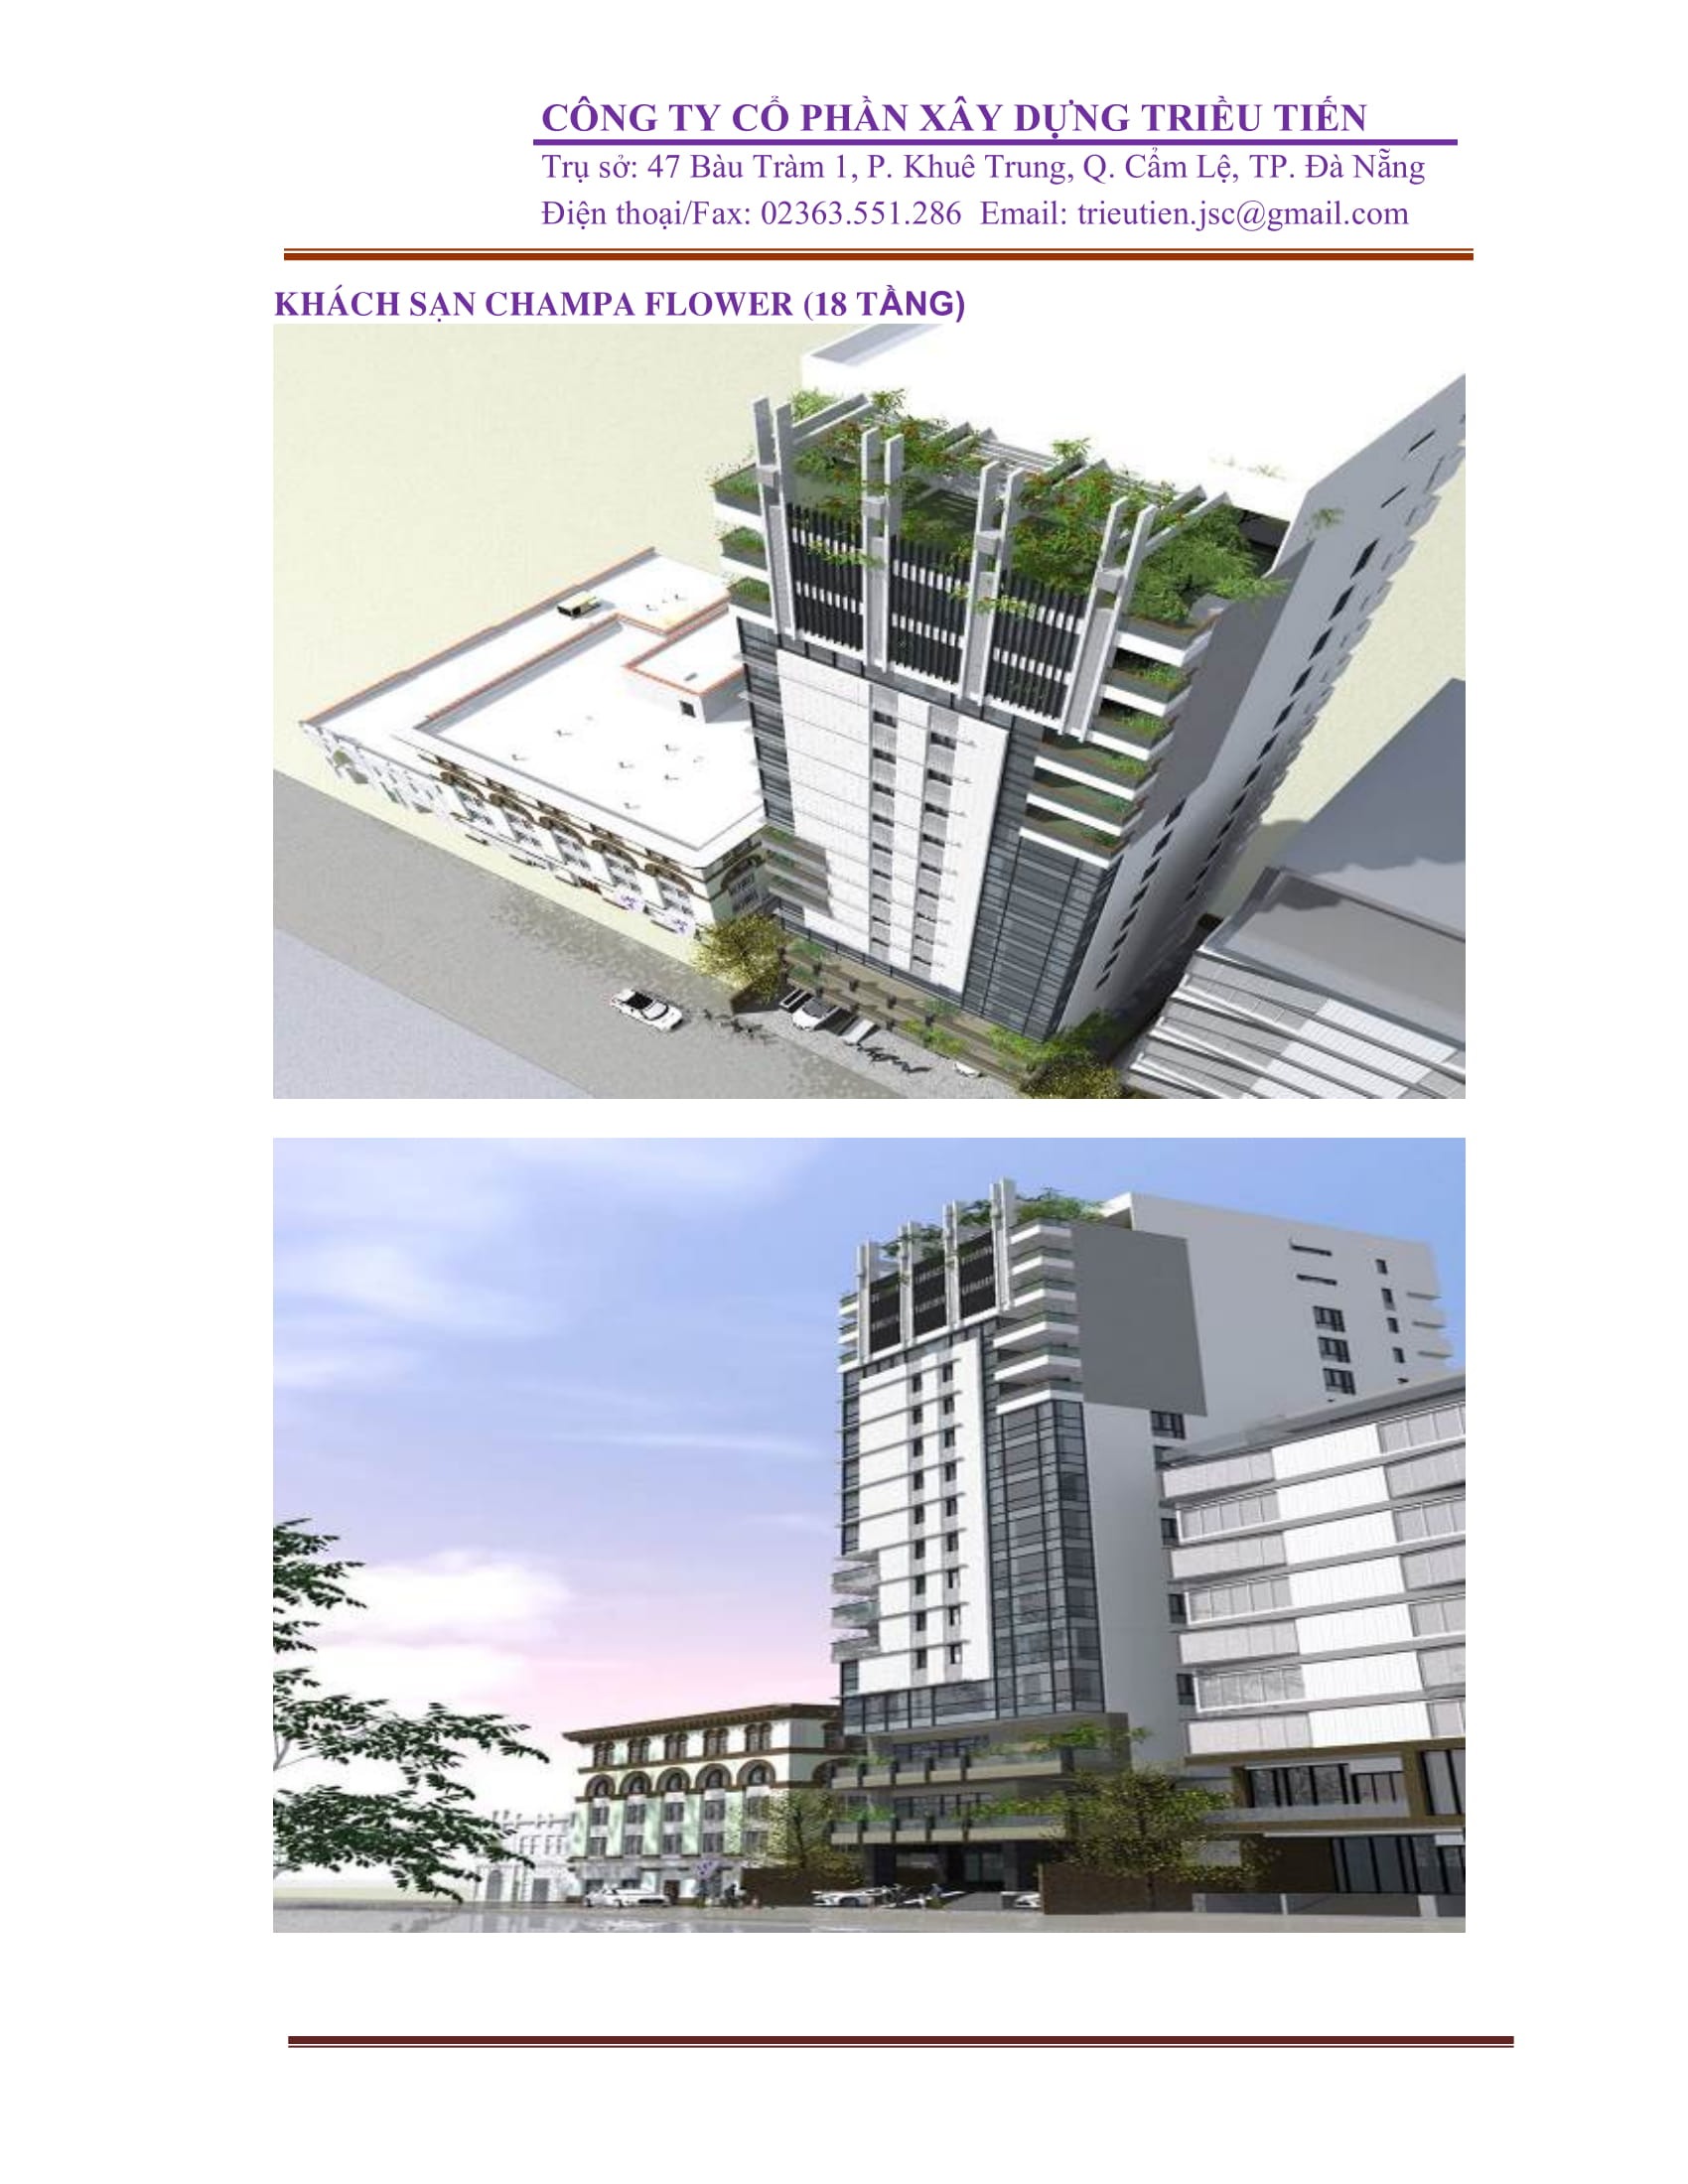 CÔNG TY CỔ PHẦN XÂY DỰNG TRIỀU TIẾN
Trụ sở: 47 Bàu Tràm 1, P. Khuê Trung, Q. Cẩm Lệ, TP. Đà Nẵng
Điện thoại/Fax: 02363.551.286 Email: trieutien.jsc@gmail.com
KHÁCH SẠN CHAMPA FLOWER (18 TẦNG)